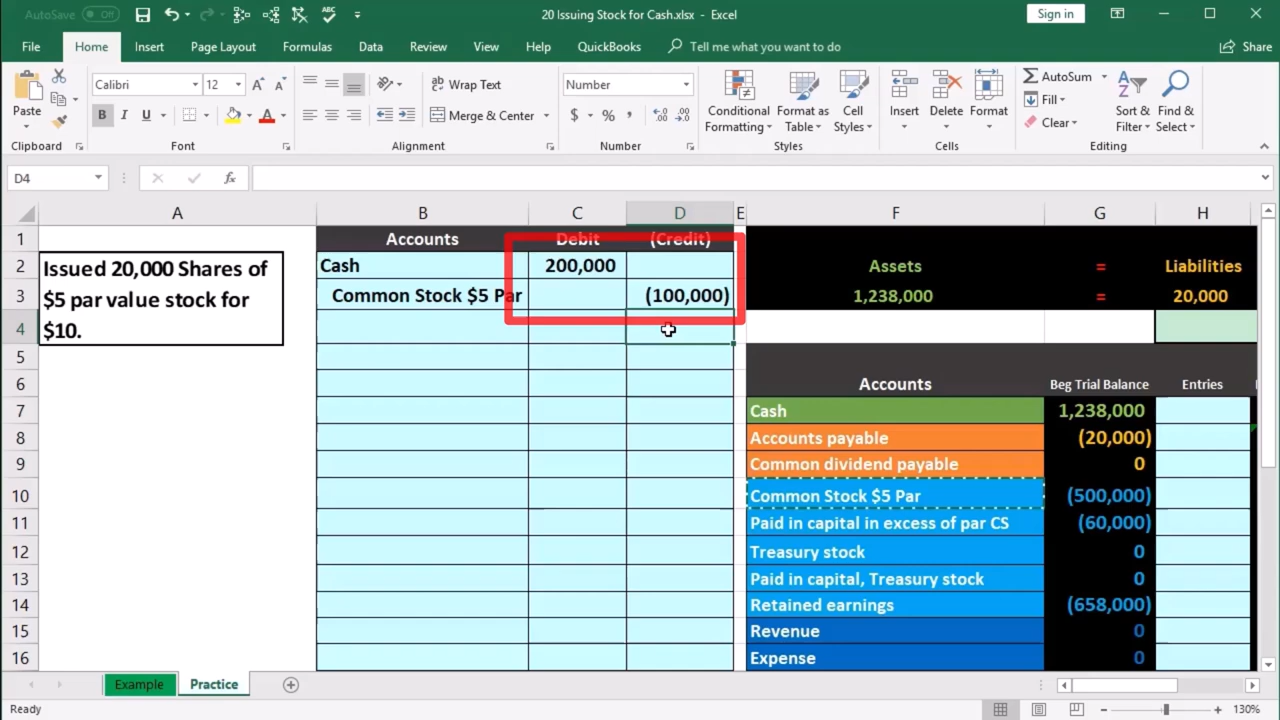 AutoSave Off 20 Issuing Stock for Cash.xlsx - Excel Sign in
File Home Insert Page Layout Formulas Data Review View Help QuickBooks Tell me what you want to do Share
Calibri 12 Wrap Text Number AutoSum
Paste B I U A Merge & Center $ % Conditional Formatting Format as Table Cell Styles Insert Delete Format Fill Clear Sort & Filter Find & Select
Clipboard Font Alignment Number Styles Cells Editing
D4 fx
A B C D E F G H
1 Accounts Debit (Credit)
2 Issued 20,000 Shares of Cash 200,000 Assets = Liabilities
3 $5 par value stock for Common Stock $5 Par (100,000) 1,238,000 = 20,000
4 $10.
5
6 Accounts Beg Trial Balance Entries
7 Cash 1,238,000
8 Accounts payable (20,000)
9 Common dividend payable 0
10 Common Stock $5 Par (500,000)
11 Paid in capital in excess of par CS (60,000)
12 Treasury stock 0
13 Paid in capital, Treasury stock 0
14 Retained earnings (658,000)
15 Revenue 0
16 Expense 0
Example Practice
Ready 130%